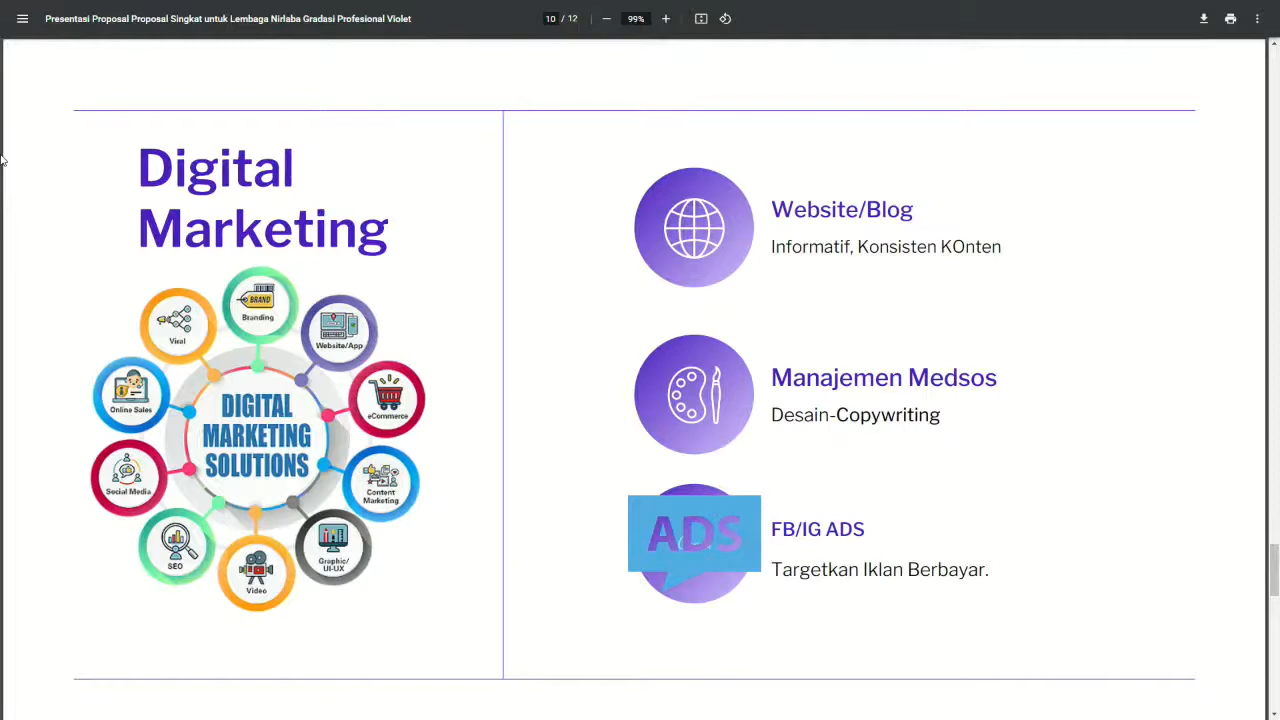 Presentasi Proposal Proposal Singkat untuk Lembaga Nirlaba Gradasi Profesional Violet
10 / 12
99%
Digital
Marketing
Branding
BRAND
Viral
Website/App
Online Sales
eCommerce
DIGITAL
MARKETING
SOLUTIONS
Social Media
Content
Marketing
SEO
Graphic/
UI-UX
Video
Website/Blog
Informatif, Konsisten KOnten
Manajemen Medsos
Desain-Copywriting
ADS
FB/IG ADS
Targetkan Iklan Berbayar.